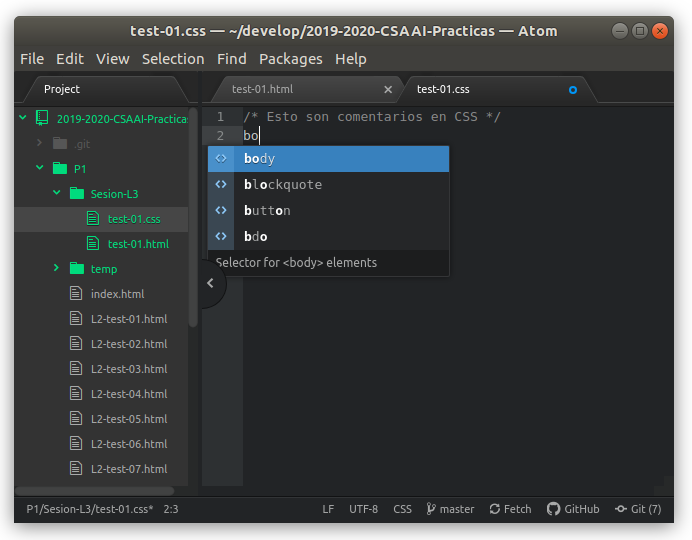 test-01.css — ~/develop/2019-2020-CSAAI-Practicas — Atom
File Edit View Selection Find Packages Help
Project
test-01.html
test-01.css
2019-2020-CSAAI-Practicas
.git
P1
Sesion-L3
test-01.css
test-01.html
temp
index.html
L2-test-01.html
L2-test-02.html
L2-test-03.html
L2-test-04.html
L2-test-05.html
L2-test-06.html
L2-test-07.html
1 /* Esto son comentarios en CSS */
2 bo
<> body
<> blockquote
<> button
<> bdo
Selector for <body> elements
P1/Sesion-L3/test-01.css* 2:3 LF UTF-8 CSS master Fetch GitHub Git (7)